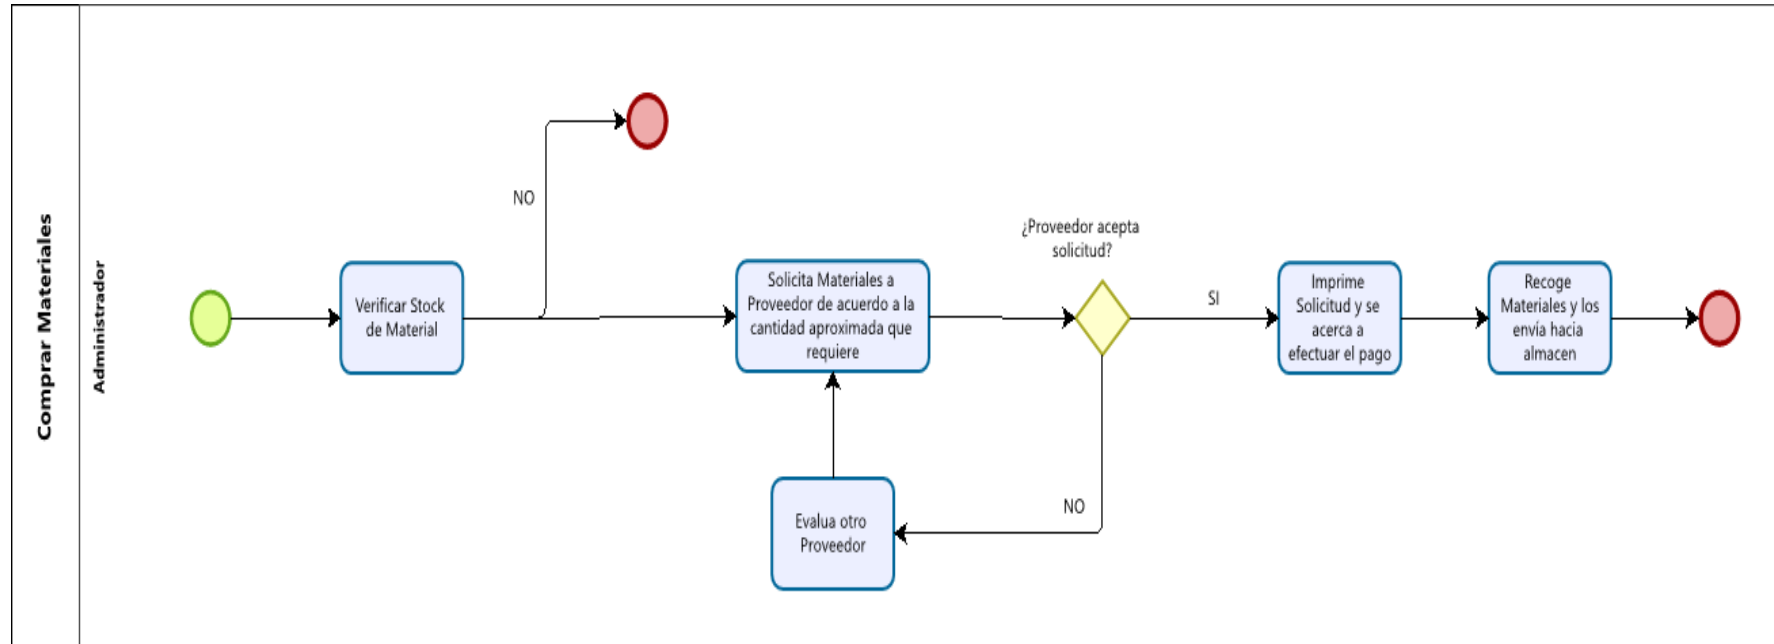 Comprar Materiales
Administrador
Verificar Stock
de Material
NO
Solicita Materiales a
Proveedor de acuerdo a la
cantidad aproximada que
requiere
¿Proveedor acepta
solicitud?
SI
Imprime
Solicitud y se
acerca a
efectuar el pago
Recoge
Materiales y los
envía hacia
almacen
NO
Evalua otro
Proveedor